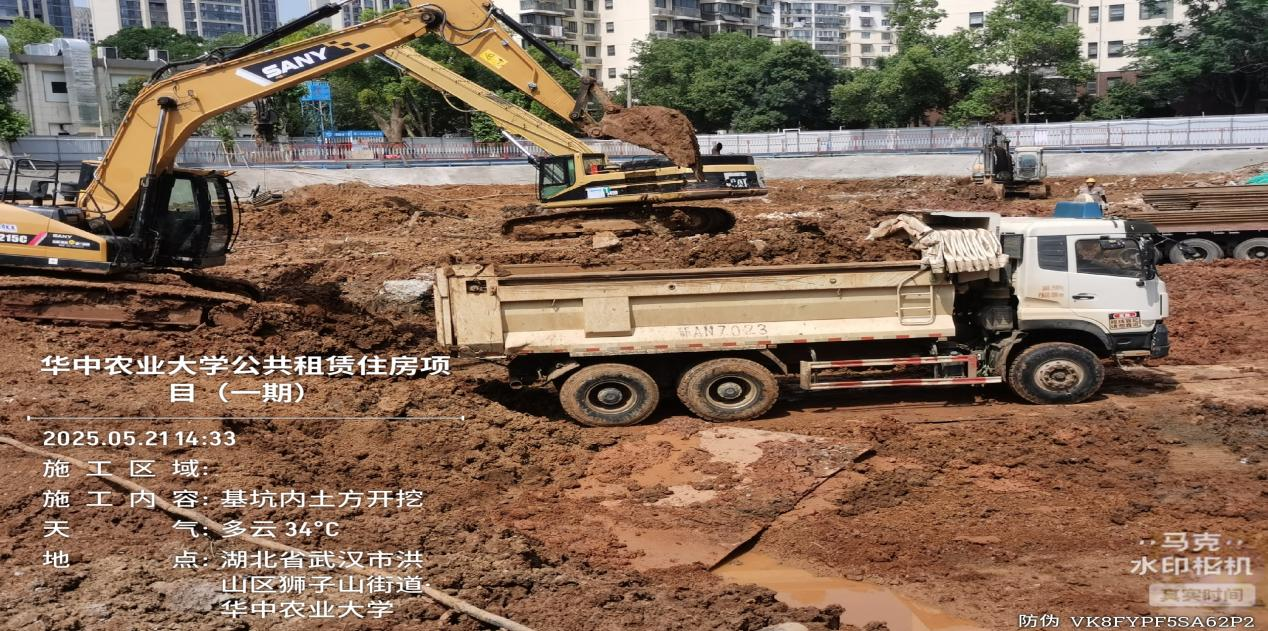 SANY
CAT
215C
SANY
AN7023
华中农业大学公共租赁住房项
目（一期）
2025.05.21 14:33
施工区域:
施工内容: 基坑内土方开挖
天气: 多云 34°C
地点: 湖北省武汉市洪
山区狮子山街道·
华中农业大学
马克
水印相机
真实时间
防伪 VK8FYPF5SA62P2